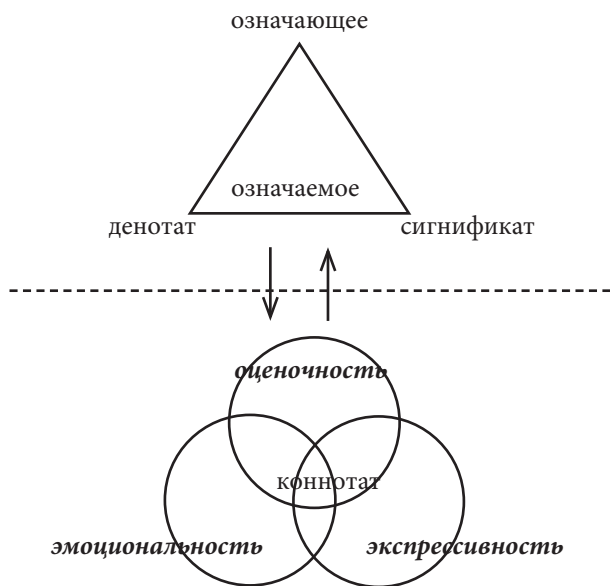 означающее
означаемое
денотат
сигнификат
оценочность
коннотат
эмоциональность
экспрессивность